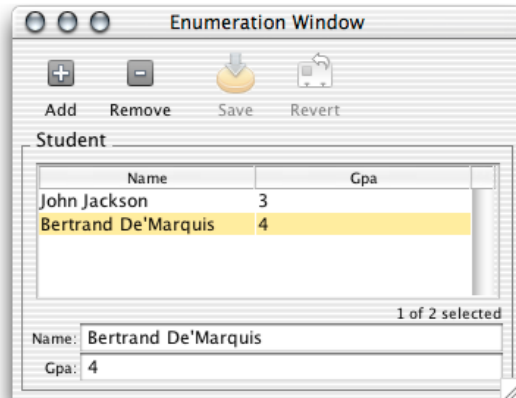 Enumeration Window
Add Remove Save Revert
Student
Name Gpa
John Jackson 3
Bertrand De'Marquis 4
1 of 2 selected
Name: Bertrand De'Marquis
Gpa: 4